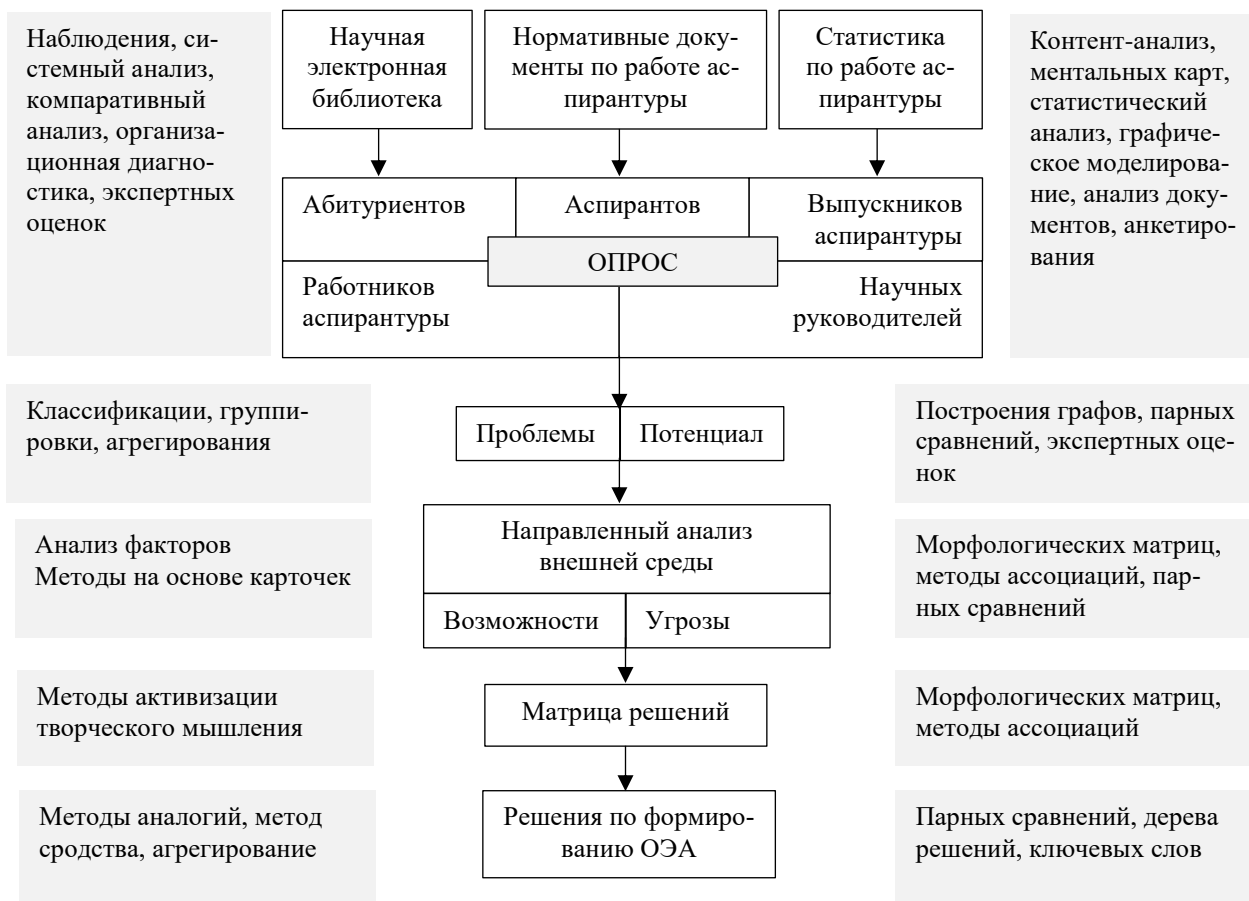 Наблюдения, си-
стемный анализ,
компаративный
анализ, организа-
ционная диагно-
стика, экспертных
оценок
Научная
электронная
библиотека
Нормативные доку-
менты по работе ас-
пирантуры
Статистика
по работе ас-
пирантуры
Контент-анализ,
ментальных карт,
статистический
анализ, графиче-
ское моделирова-
ние, анализ доку-
ментов, анкетиро-
вания
Абитуриентов
Аспирантов
Выпускников
аспирантуры
ОПРОС
Работников
аспирантуры
Научных
руководителей
Классификации, группи-
ровки, агрегирования
Проблемы
Потенциал
Построения графов, парных
сравнений, экспертных оце-
нок
Анализ факторов
Методы на основе карточек
Направленный анализ
внешней среды
Возможности
Угрозы
Морфологических матриц,
методы ассоциаций, пар-
ных сравнений
Методы активизации
творческого мышления
Матрица решений
Морфологических матриц,
методы ассоциаций
Методы аналогий, метод
сродства, агрегирование
Решения по формиро-
ванию ОЭА
Парных сравнений, дерева
решений, ключевых слов